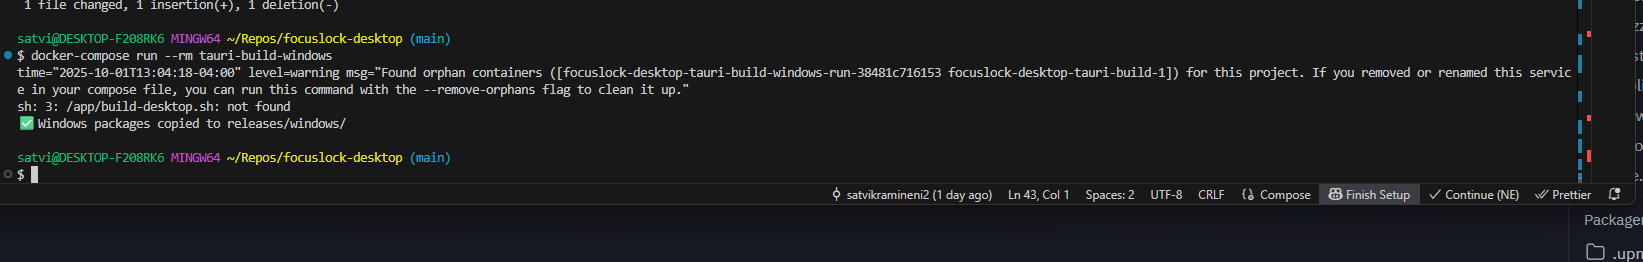 1 file changed, 1 insertion(+), 1 deletion(-)
satvi@DESKTOP-F208RK6 MINGW64 ~/Repos/focuslock-desktop (main)
$ docker-compose run --rm tauri-build-windows
time="2025-10-01T13:04:18-04:00" level=warning msg="Found orphan containers ([focuslock-desktop-tauri-build-windows-run-38481c716153 focuslock-desktop-tauri-build-1]) for this project. If you removed or renamed this servic
e in your compose file, you can run this command with the --remove-orphans flag to clean it up."
sh: 3: /app/build-desktop.sh: not found
✅ Windows packages copied to releases/windows/
satvi@DESKTOP-F208RK6 MINGW64 ~/Repos/focuslock-desktop (main)
$
satvikramineni2 (1 day ago) Ln 43, Col 1 Spaces: 2 UTF-8 CRLF Compose Finish Setup Continue (NE) Prettier
Packager
.upm